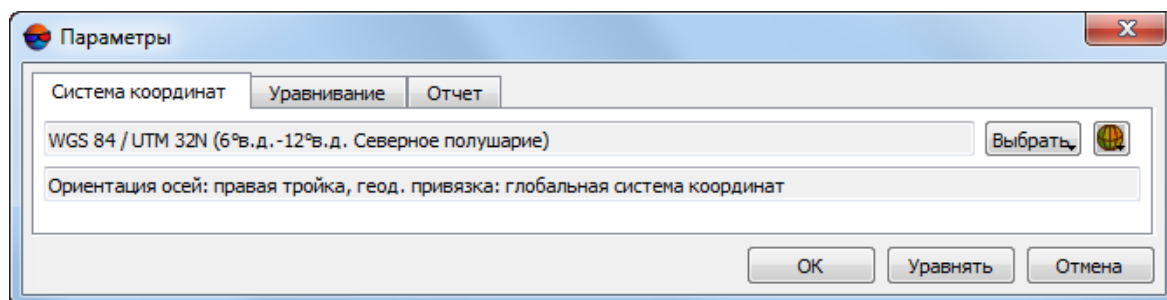 Параметры
Система координат Уравнивание Отчет
WGS 84 / UTM 32N (6°в.д.-12°в.д. Северное полушарие) Выбрать
Ориентация осей: правая тройка, геод. привязка: глобальная система координат
OK Уравнять Отмена